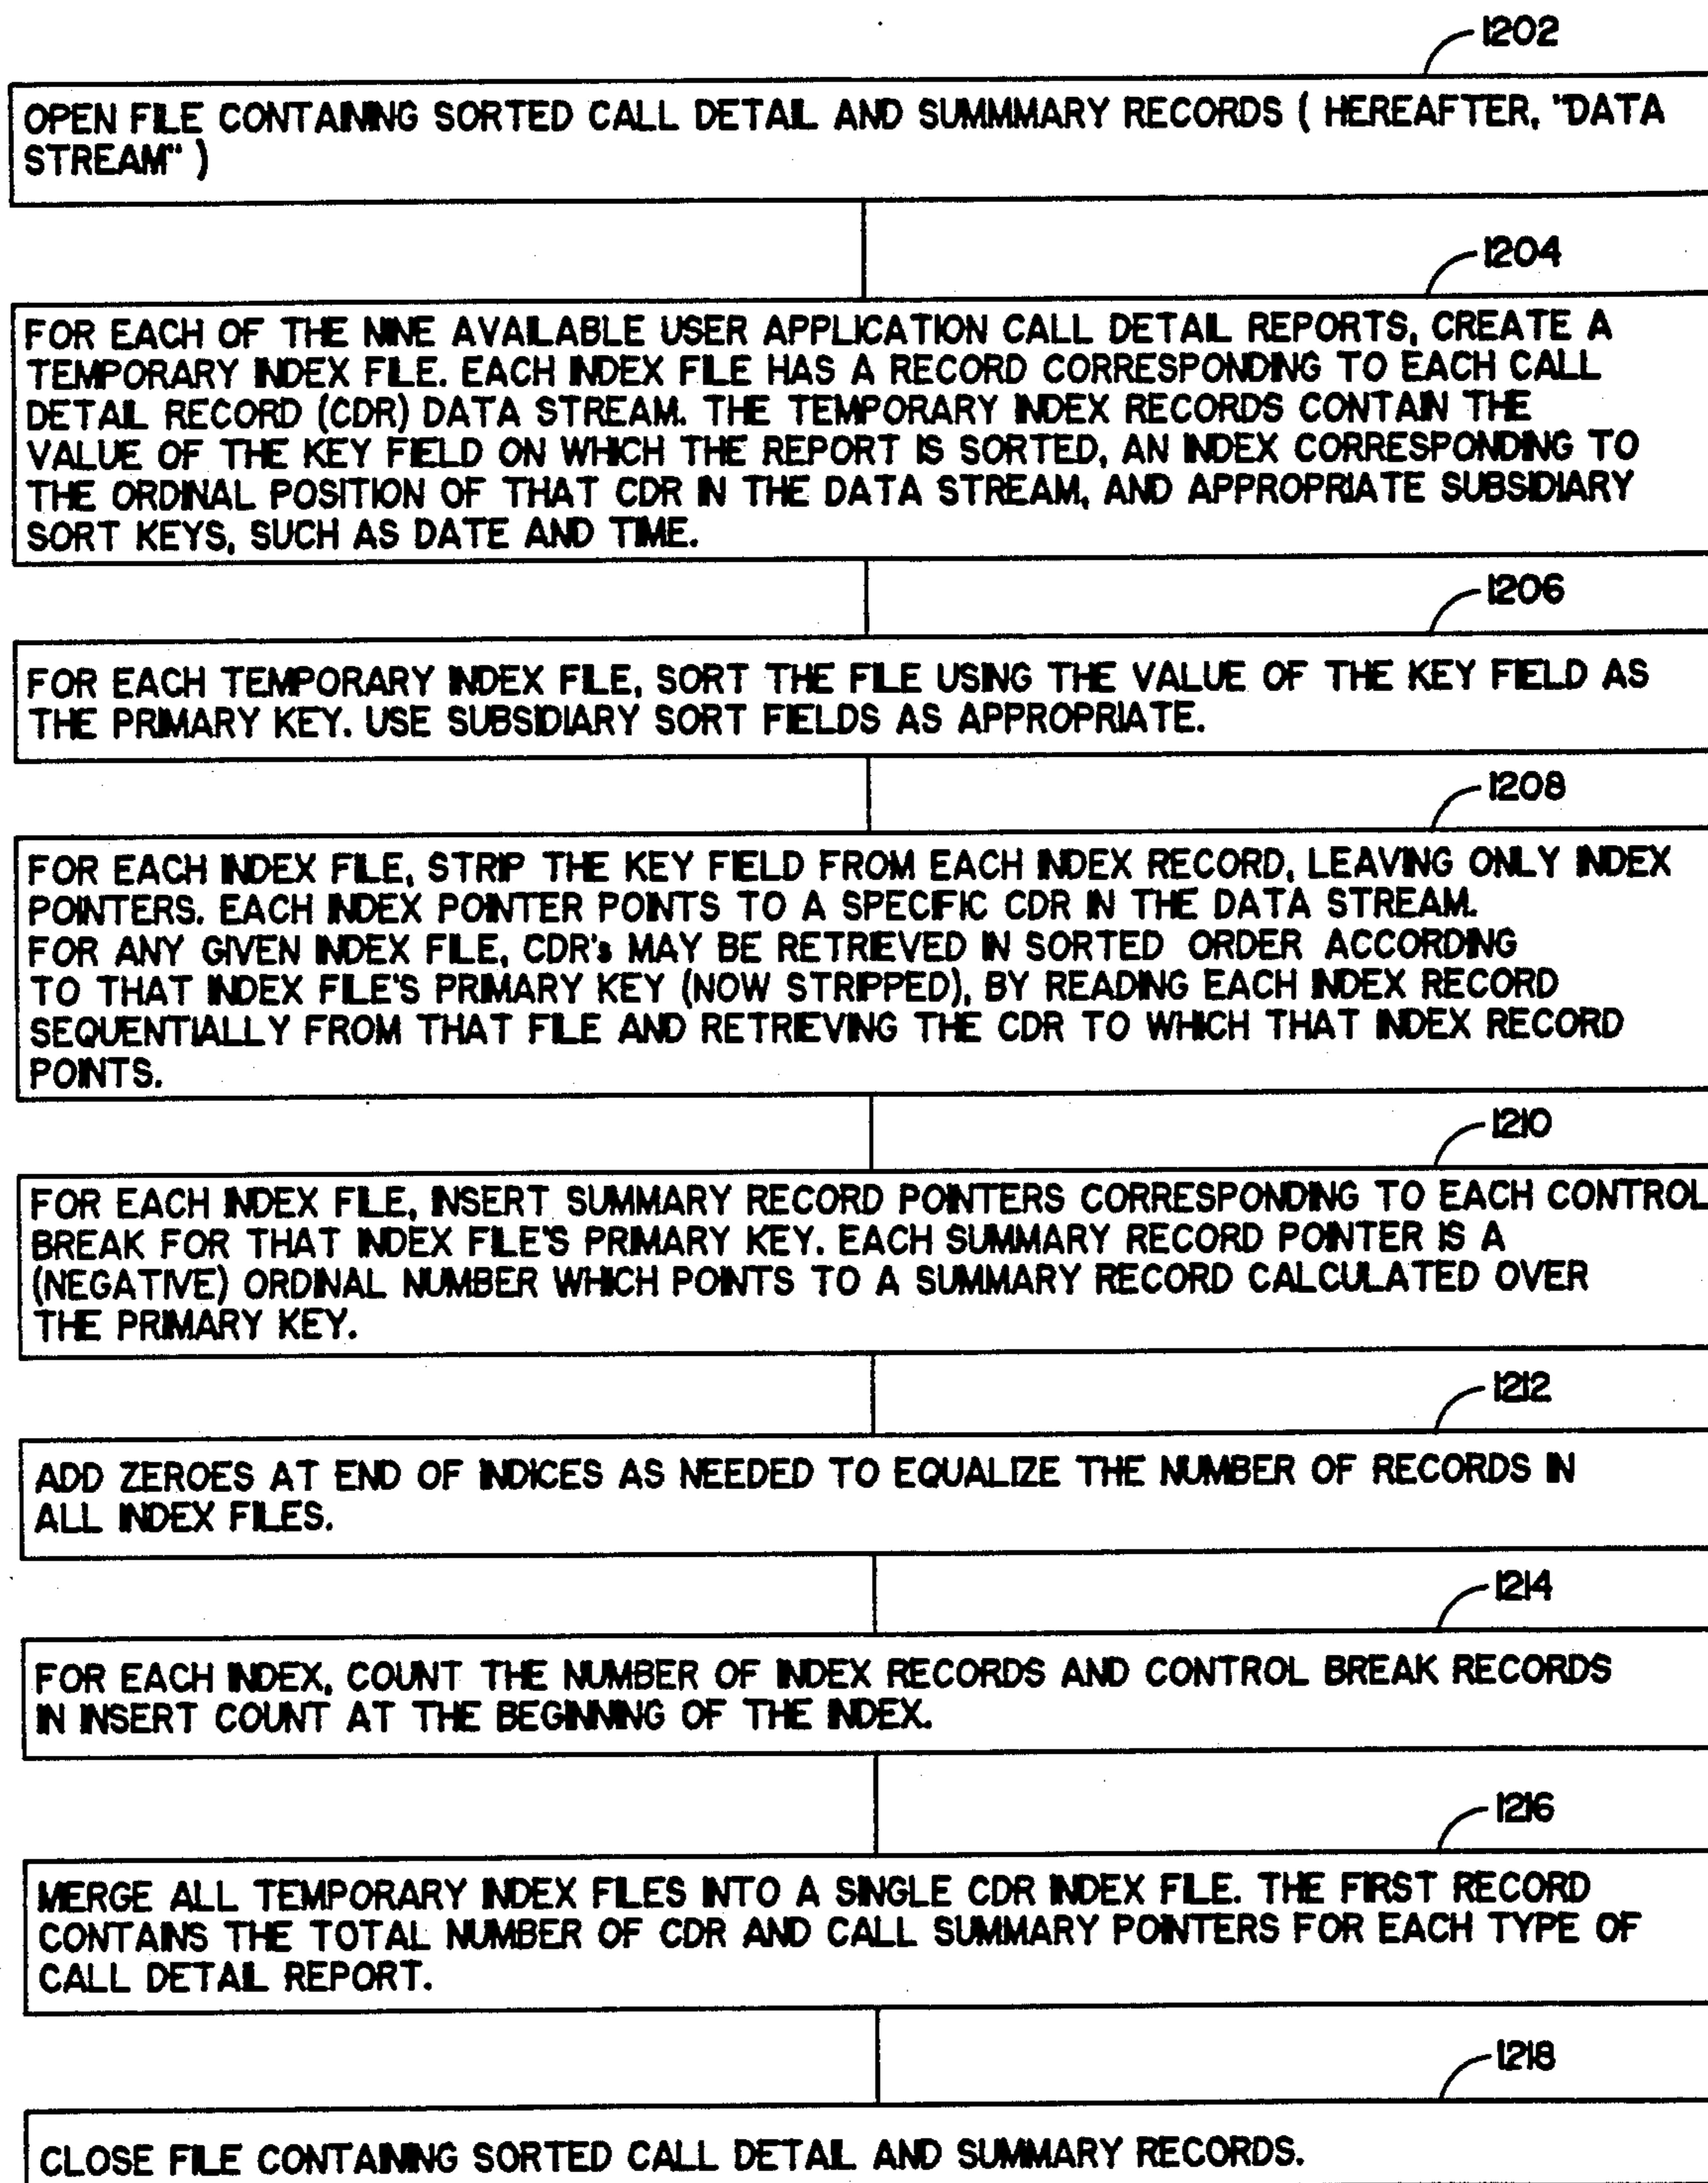 1202
OPEN FILE CONTAINING SORTED CALL DETAIL AND SUMMMARY RECORDS ( HEREAFTER, "DATA
STREAM" )
1204
FOR EACH OF THE NINE AVAILABLE USER APPLICATION CALL DETAIL REPORTS, CREATE A
TEMPORARY INDEX FILE. EACH INDEX FILE HAS A RECORD CORRESPONDING TO EACH CALL
DETAIL RECORD (CDR) DATA STREAM. THE TEMPORARY INDEX RECORDS CONTAIN THE
VALUE OF THE KEY FIELD ON WHICH THE REPORT IS SORTED, AN INDEX CORRESPONDING TO
THE ORDINAL POSITION OF THAT CDR IN THE DATA STREAM, AND APPROPRIATE SUBSIDIARY
SORT KEYS, SUCH AS DATE AND TIME.
1206
FOR EACH TEMPORARY INDEX FILE, SORT THE FILE USING THE VALUE OF THE KEY FIELD AS
THE PRIMARY KEY. USE SUBSIDIARY SORT FIELDS AS APPROPRIATE.
1208
FOR EACH INDEX FILE, STRIP THE KEY FIELD FROM EACH INDEX RECORD, LEAVING ONLY INDEX
POINTERS. EACH INDEX POINTER POINTS TO A SPECIFIC CDR IN THE DATA STREAM.
FOR ANY GIVEN INDEX FILE, CDR's MAY BE RETRIEVED IN SORTED ORDER ACCORDING
TO THAT INDEX FILE'S PRIMARY KEY (NOW STRIPPED), BY READING EACH INDEX RECORD
SEQUENTIALLY FROM THAT FILE AND RETRIEVING THE CDR TO WHICH THAT INDEX RECORD
POINTS.
1210
FOR EACH INDEX FILE, INSERT SUMMARY RECORD POINTERS CORRESPONDING TO EACH CONTROL
BREAK FOR THAT INDEX FILE'S PRIMARY KEY. EACH SUMMARY RECORD POINTER IS A
(NEGATIVE) ORDINAL NUMBER WHICH POINTS TO A SUMMARY RECORD CALCULATED OVER
THE PRIMARY KEY.
1212
ADD ZEROES AT END OF INDICES AS NEEDED TO EQUALIZE THE NUMBER OF RECORDS IN
ALL INDEX FILES.
1214
FOR EACH INDEX, COUNT THE NUMBER OF INDEX RECORDS AND CONTROL BREAK RECORDS
IN INSERT COUNT AT THE BEGINNING OF THE INDEX.
1216
MERGE ALL TEMPORARY INDEX FILES INTO A SINGLE CDR INDEX FILE. THE FIRST RECORD
CONTAINS THE TOTAL NUMBER OF CDR AND CALL SUMMARY POINTERS FOR EACH TYPE OF
CALL DETAIL REPORT.
1218
CLOSE FILE CONTAINING SORTED CALL DETAIL AND SUMMARY RECORDS.